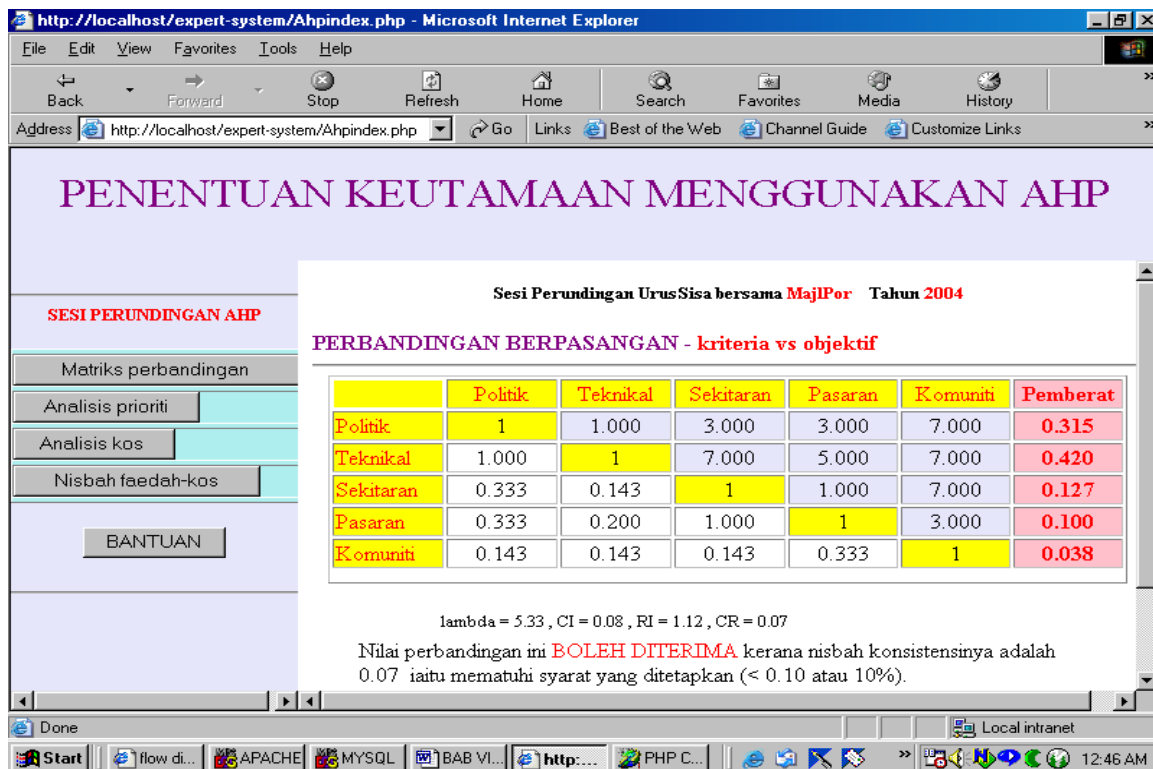 http://localhost/expert-system/Ahpindex.php - Microsoft Internet Explorer
File Edit View Favorites Tools Help
Back Forward Stop Refresh Home Search Favorites Media History »
Address http://localhost/expert-system/Ahpindex.php Go Links Best of the Web Channel Guide Customize Links »
PENENTUAN KEUTAMAAN MENGGUNAKAN AHP
SESI PERUNDINGAN AHP
Matriks perbandingan
Analisis prioriti
Analisis kos
Nisbah faedah-kos
BANTUAN
Sesi Perundingan UrusSisa bersama MajlPor Tahun 2004
PERBANDINGAN BERPASANGAN - kriteria vs objektif
Politik Teknikal Sekitaran Pasaran Komuniti Pemberat
Politik 1 1.000 3.000 3.000 7.000 0.315
Teknikal 1.000 1 7.000 5.000 7.000 0.420
Sekitaran 0.333 0.143 1 1.000 7.000 0.127
Pasaran 0.333 0.200 1.000 1 3.000 0.100
Komuniti 0.143 0.143 0.143 0.333 1 0.038
lambda = 5.33 , CI = 0.08 , RI = 1.12 , CR = 0.07
Nilai perbandingan ini BOLEH DITERIMA kerana nisbah konsistensinya adalah
0.07 iaitu mematuhi syarat yang ditetapkan (< 0.10 atau 10%).
Done Local intranet
Start flow di... APACHE MYSQL BAB VI... http:... PHP C... » 12:46 AM